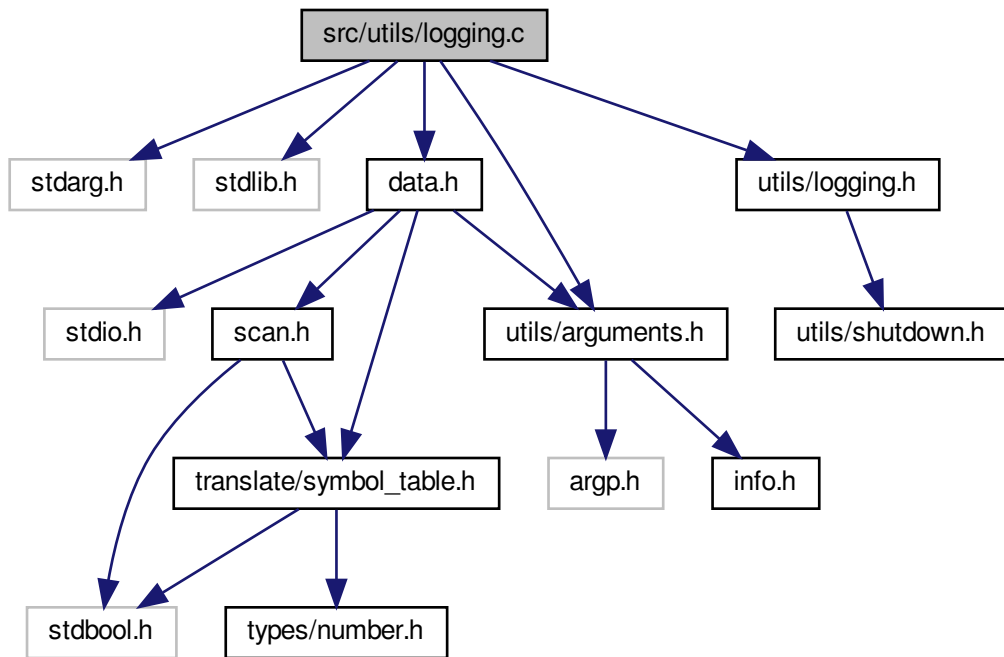 src/utils/logging.c
stdarg.h
stdlib.h
data.h
utils/logging.h
stdio.h
scan.h
utils/arguments.h
utils/shutdown.h
translate/symbol_table.h
argp.h
info.h
stdbool.h
types/number.h